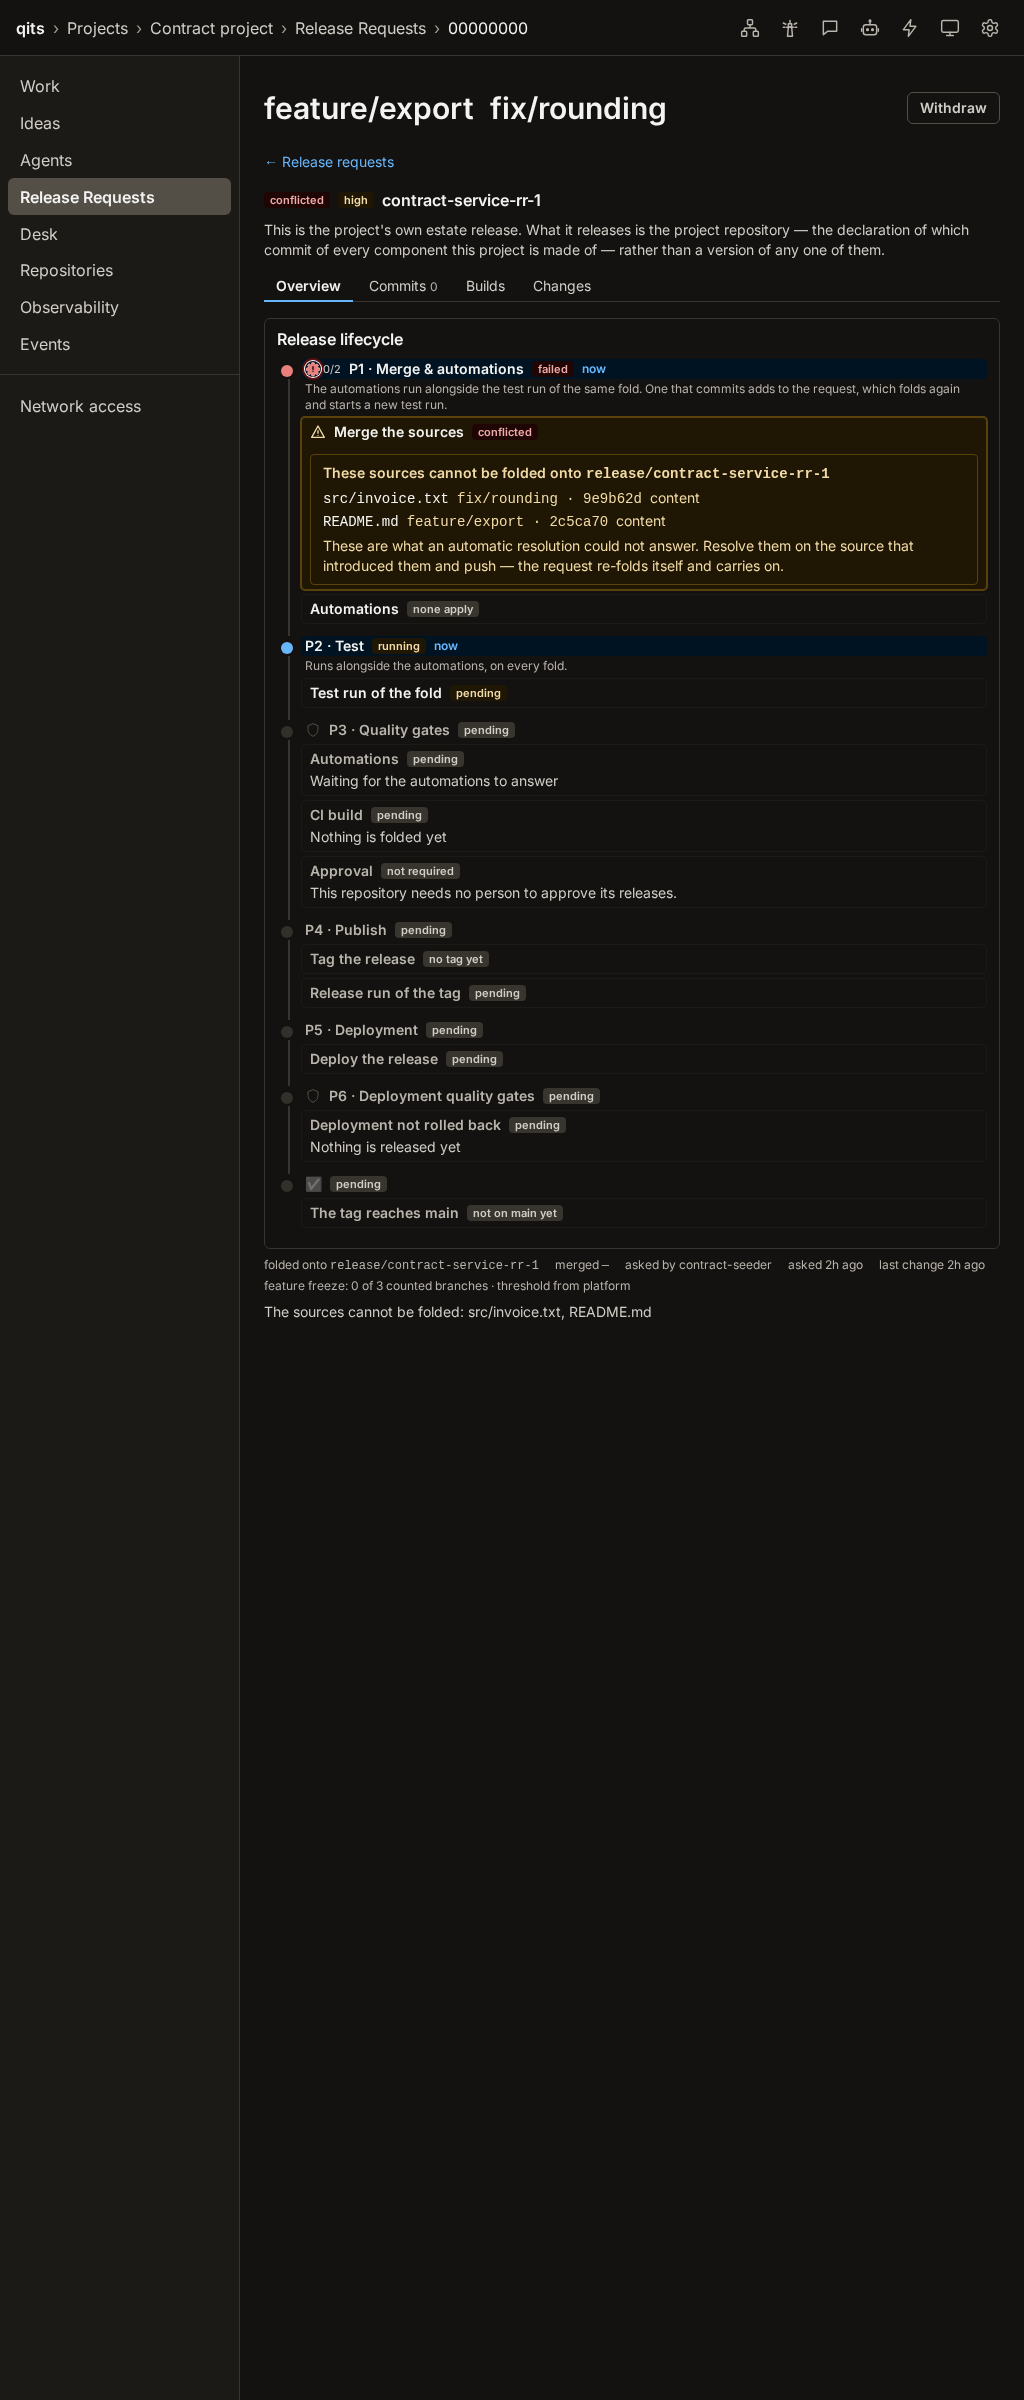 qits › Projects › Contract project › Release Requests › 00000000
Work
Ideas
Agents
Release Requests
Desk
Repositories
Observability
Events
Network access
feature/export fix/rounding
Withdraw
← Release requests
conflicted high contract-service-rr-1
This is the project's own estate release. What it releases is the project repository — the declaration of which
commit of every component this project is made of — rather than a version of any one of them.
Overview Commits 0 Builds Changes
Release lifecycle
0/2 P1 · Merge & automations failed now
The automations run alongside the test run of the same fold. One that commits adds to the request, which folds again
and starts a new test run.
Merge the sources conflicted
These sources cannot be folded onto release/contract-service-rr-1
src/invoice.txt fix/rounding · 9e9b62d content
README.md feature/export · 2c5ca70 content
These are what an automatic resolution could not answer. Resolve them on the source that
introduced them and push — the request re-folds itself and carries on.
Automations none apply
P2 · Test running now
Runs alongside the automations, on every fold.
Test run of the fold pending
P3 · Quality gates pending
Automations pending
Waiting for the automations to answer
CI build pending
Nothing is folded yet
Approval not required
This repository needs no person to approve its releases.
P4 · Publish pending
Tag the release no tag yet
Release run of the tag pending
P5 · Deployment pending
Deploy the release pending
P6 · Deployment quality gates pending
Deployment not rolled back pending
Nothing is released yet
✅ pending
The tag reaches main not on main yet
folded onto release/contract-service-rr-1 merged — asked by contract-seeder asked 2h ago last change 2h ago
feature freeze: 0 of 3 counted branches · threshold from platform
The sources cannot be folded: src/invoice.txt, README.md